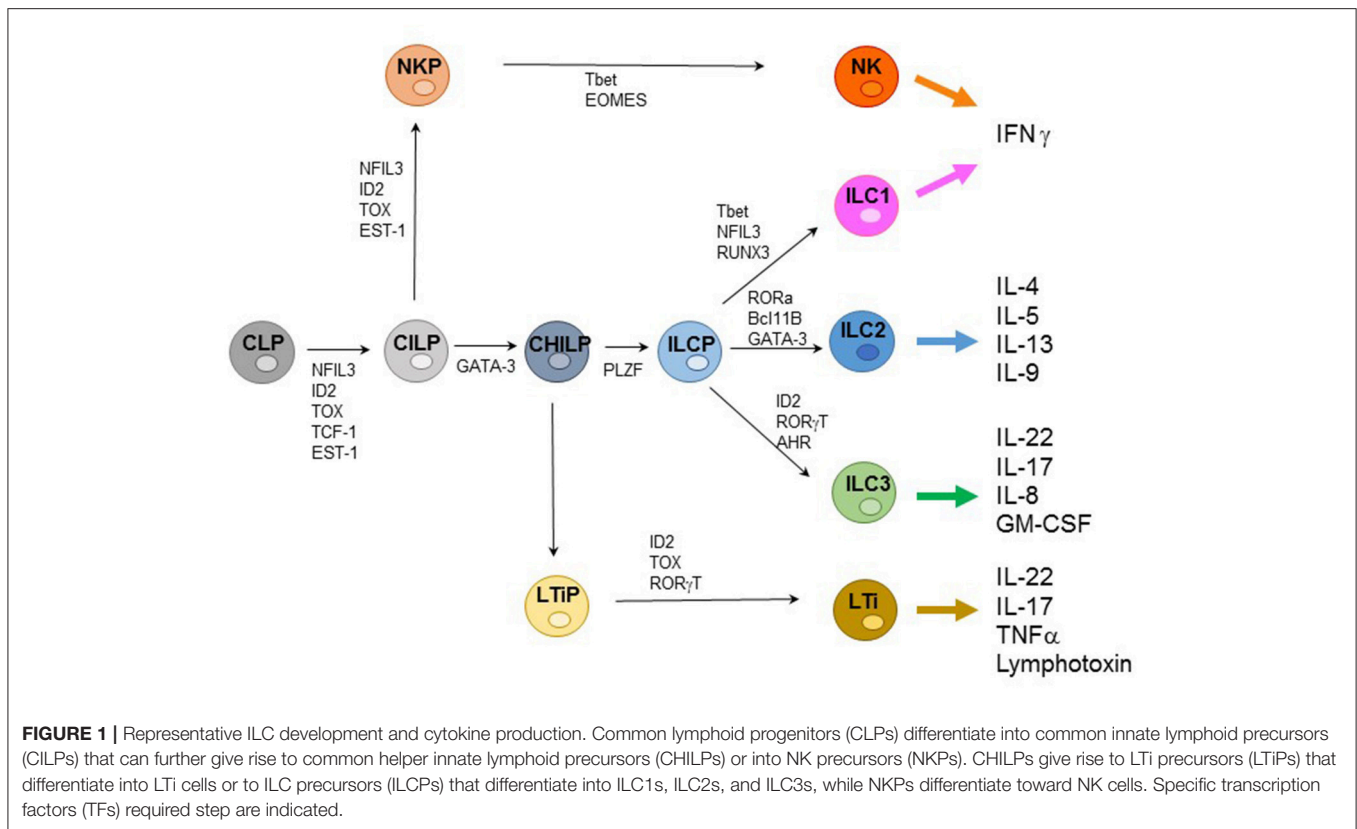 NKP
Tbet
EOMES
NK
IFN γ
NFIL3
ID2
TOX
EST-1
ILC1
Tbet
NFIL3
RUNX3
CLP
NFIL3
ID2
TOX
TCF-1
EST-1
CILP
GATA-3
CHILP
PLZF
ILCP
RORa
Bcl11B
GATA-3
ILC2
IL-4
IL-5
IL-13
IL-9
ID2
RORγT
AHR
ILC3
IL-22
IL-17
IL-8
GM-CSF
LTiP
ID2
TOX
RORγT
LTi
IL-22
IL-17
TNFα
Lymphotoxin
FIGURE 1 | Representative ILC development and cytokine production. Common lymphoid progenitors (CLPs) differentiate into common innate lymphoid precursors
(CILPs) that can further give rise to common helper innate lymphoid precursors (CHILPs) or into NK precursors (NKPs). CHILPs give rise to LTi precursors (LTiPs) that
differentiate into LTi cells or to ILC precursors (ILCPs) that differentiate into ILC1s, ILC2s, and ILC3s, while NKPs differentiate toward NK cells. Specific transcription
factors (TFs) required step are indicated.